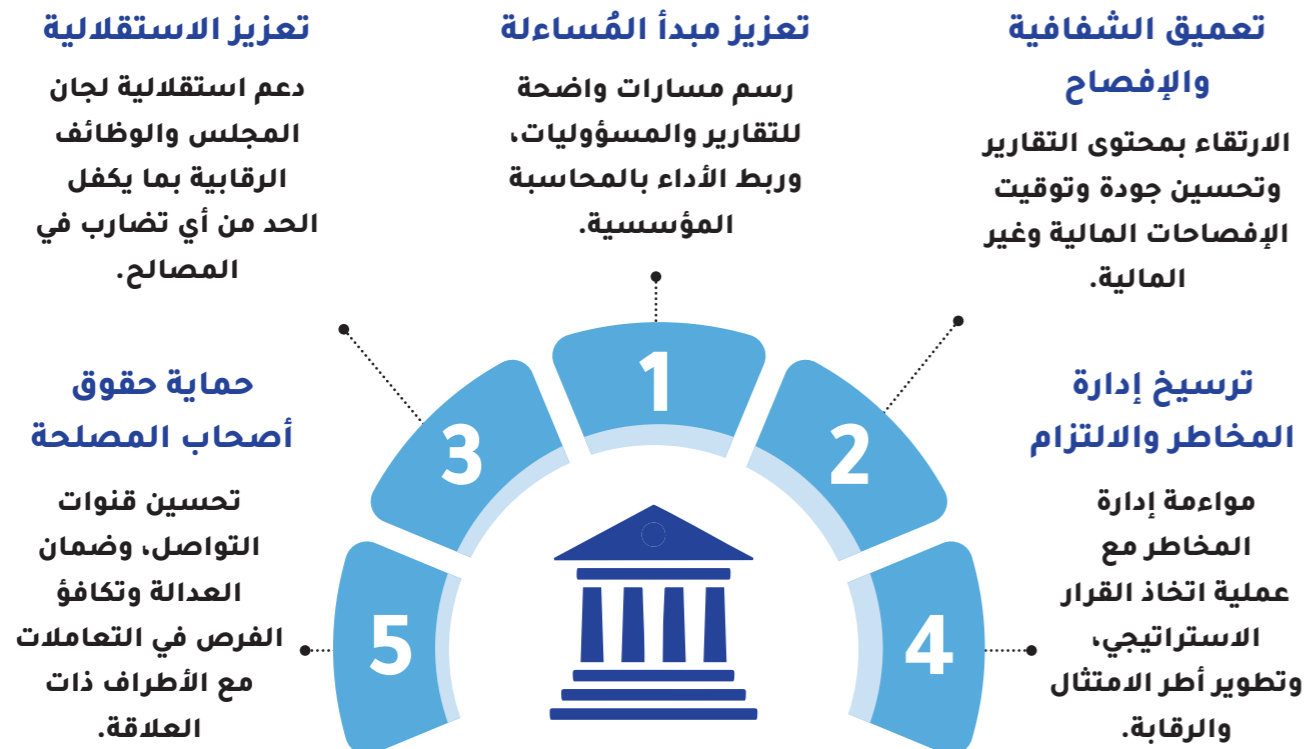 تعزيز مبدأ المُساءلة
رسم مسارات واضحة
للتقارير والمسؤوليات،
وربط الأداء بالمحاسبة
المؤسسية.
1
تعميق الشفافية
والإفصاح
الارتقاء بمحتوى التقارير
وتحسين جودة وتوقيت
الإفصاحات المالية وغير
المالية.
2
تعزيز الاستقلالية
دعم استقلالية لجان
المجلس والوظائف
الرقابية بما يكفل
الحد من أي تضارب في
المصالح.
3
ترسيخ إدارة
المخاطر والالتزام
مواءمة إدارة
المخاطر مع
عملية اتخاذ القرار
الاستراتيجي،
وتطوير أطر الامتثال
والرقابة.
4
حماية حقوق
أصحاب المصلحة
تحسين قنوات
التواصل، وضمان
العدالة وتكافؤ
الفرص في التعاملات
مع الأطراف ذات
العلاقة.
5